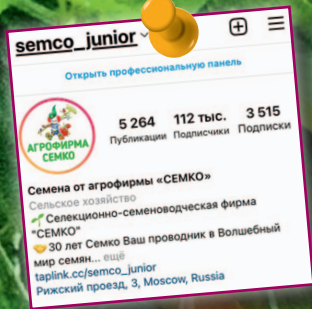 semco_junior
Открыть профессиональную панель
АГРОФИРМА
СЕМКО
5 264 112 тыс. 3 515
Публикации Подписчики Подписки
Семена от агрофирмы «СЕМКО»
Сельское хозяйство
🌱Селекционно-семеноводческая фирма
"СЕМКО"
🤝30 лет Семко Ваш проводник в Волшебный
мир семян... ещё
taplink.cc/semco_junior
Рижский проезд, 3, Moscow, Russia